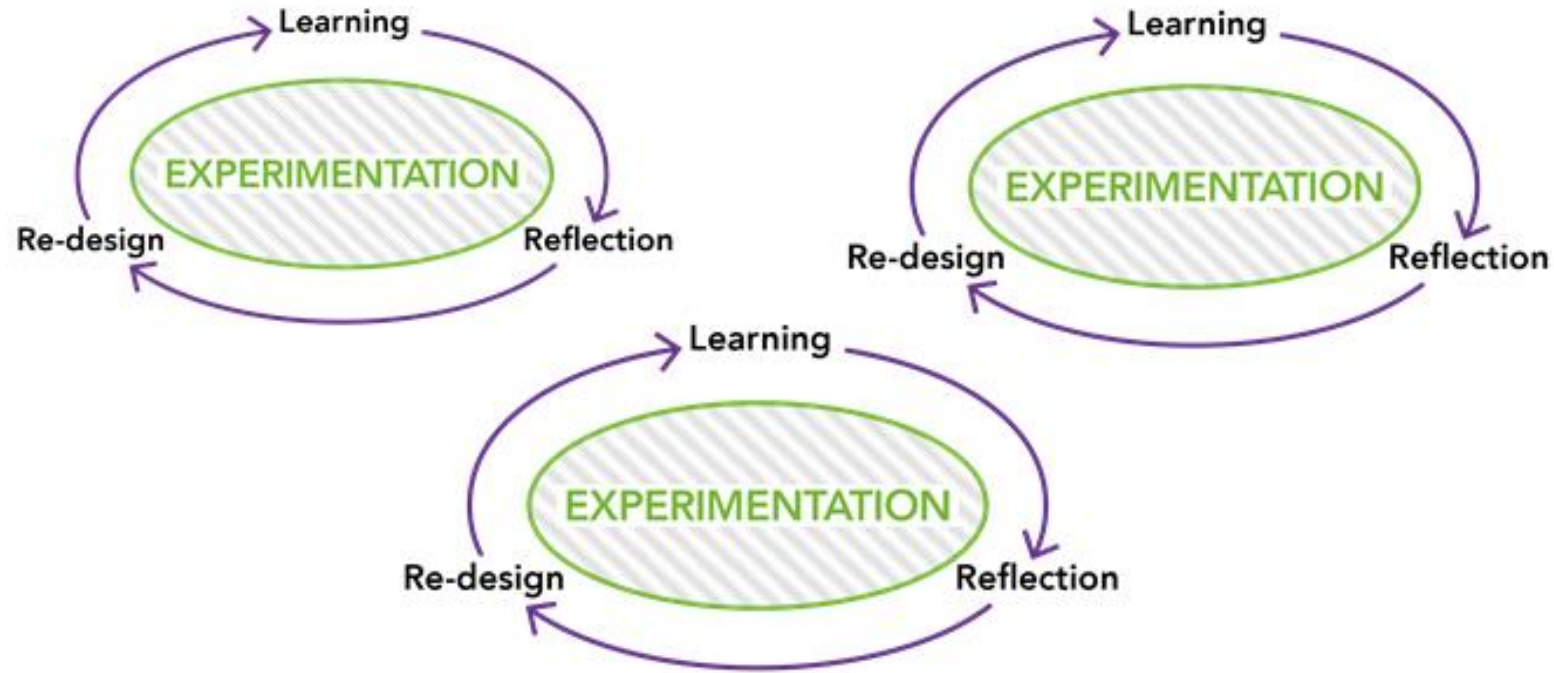 Learning
EXPERIMENTATION
Re-design
Reflection
Learning
EXPERIMENTATION
Re-design
Reflection
Learning
EXPERIMENTATION
Re-design
Reflection